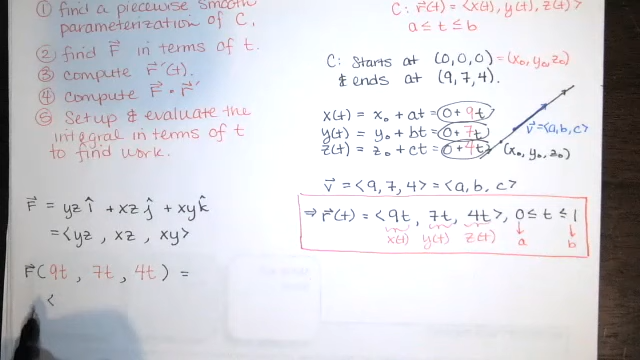 ① find a piecewise smooth
parameterization of C.
② find F⃗ in terms of t.
③ compute r⃗'(t).
④ compute F⃗ • r⃗'
⑤ Setup & evaluate the
integral in terms of t
to find work.
F⃗ = yz î + xz ĵ + xy k̂
= <yz , xz , xy>
F⃗(9t , 7t , 4t) =
<
C: r⃗(t) = <x(t), y(t), z(t)>
a ≤ t ≤ b
C: Starts at (0,0,0) = (x₀,y₀,z₀)
& ends at (9,7,4).
x(t) = x₀ + at = 0 + 9t
y(t) = y₀ + bt = 0 + 7t
z(t) = z₀ + ct = 0 + 4t
v⃗ = <a,b,c>
(x₀, y₀, z₀)
v⃗ = <9,7,4> = <a,b,c>
⇒ r⃗(t) = <9t, 7t, 4t>, 0 ≤ t ≤ 1
x(t) y(t) z(t) a b